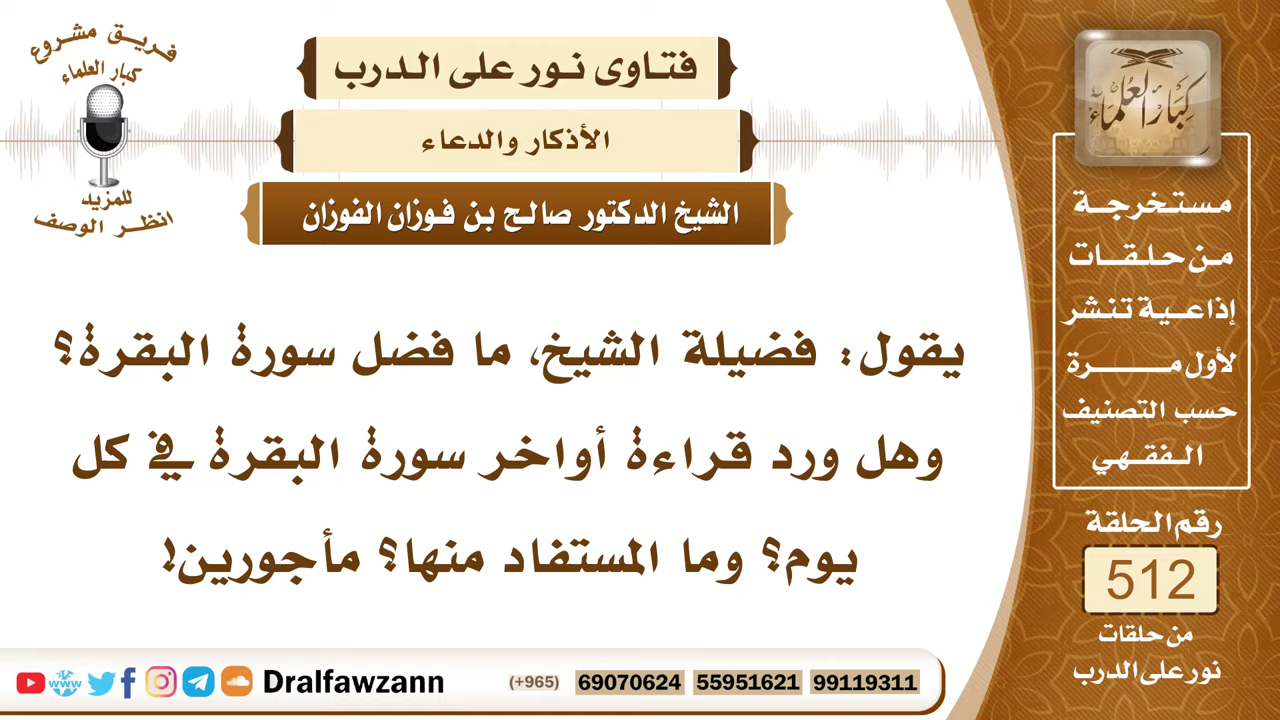 فريق مشروع
كبار العلماء
للمزيد
انظر الوصف
فتاوى نور على الدرب
الأذكار والدعاء
الشيخ الدكتور صالح بن فوزان الفوزان
يقول: فضيلة الشيخ، ما فضل سورة البقرة؟
وهل ورد قراءة أواخر سورة البقرة في كل
يوم؟ وما المستفاد منها؟ مأجورين!
كبار العلماء
مستخرجة
من حلقات
إذاعية تنشر
لأول مرة
حسب التصنيف
الفقهي
رقم الحلقة
512
من حلقات
نور على الدرب
www Dralfawzann (+965) 69070624 55951621 99119311